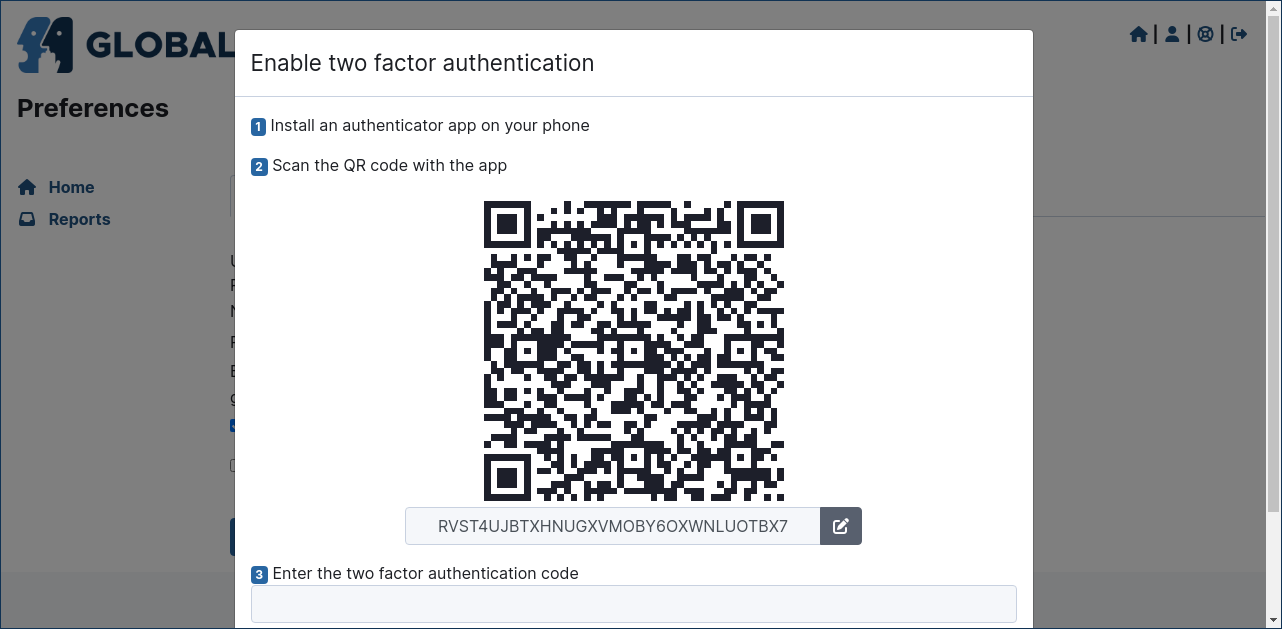 GLOBAL
Preferences
Home
Reports
Enable two factor authentication
1 Install an authenticator app on your phone
2 Scan the QR code with the app
RVST4UJBTXHNUGXVMOBY6OXWNLUOTBX7
3 Enter the two factor authentication code